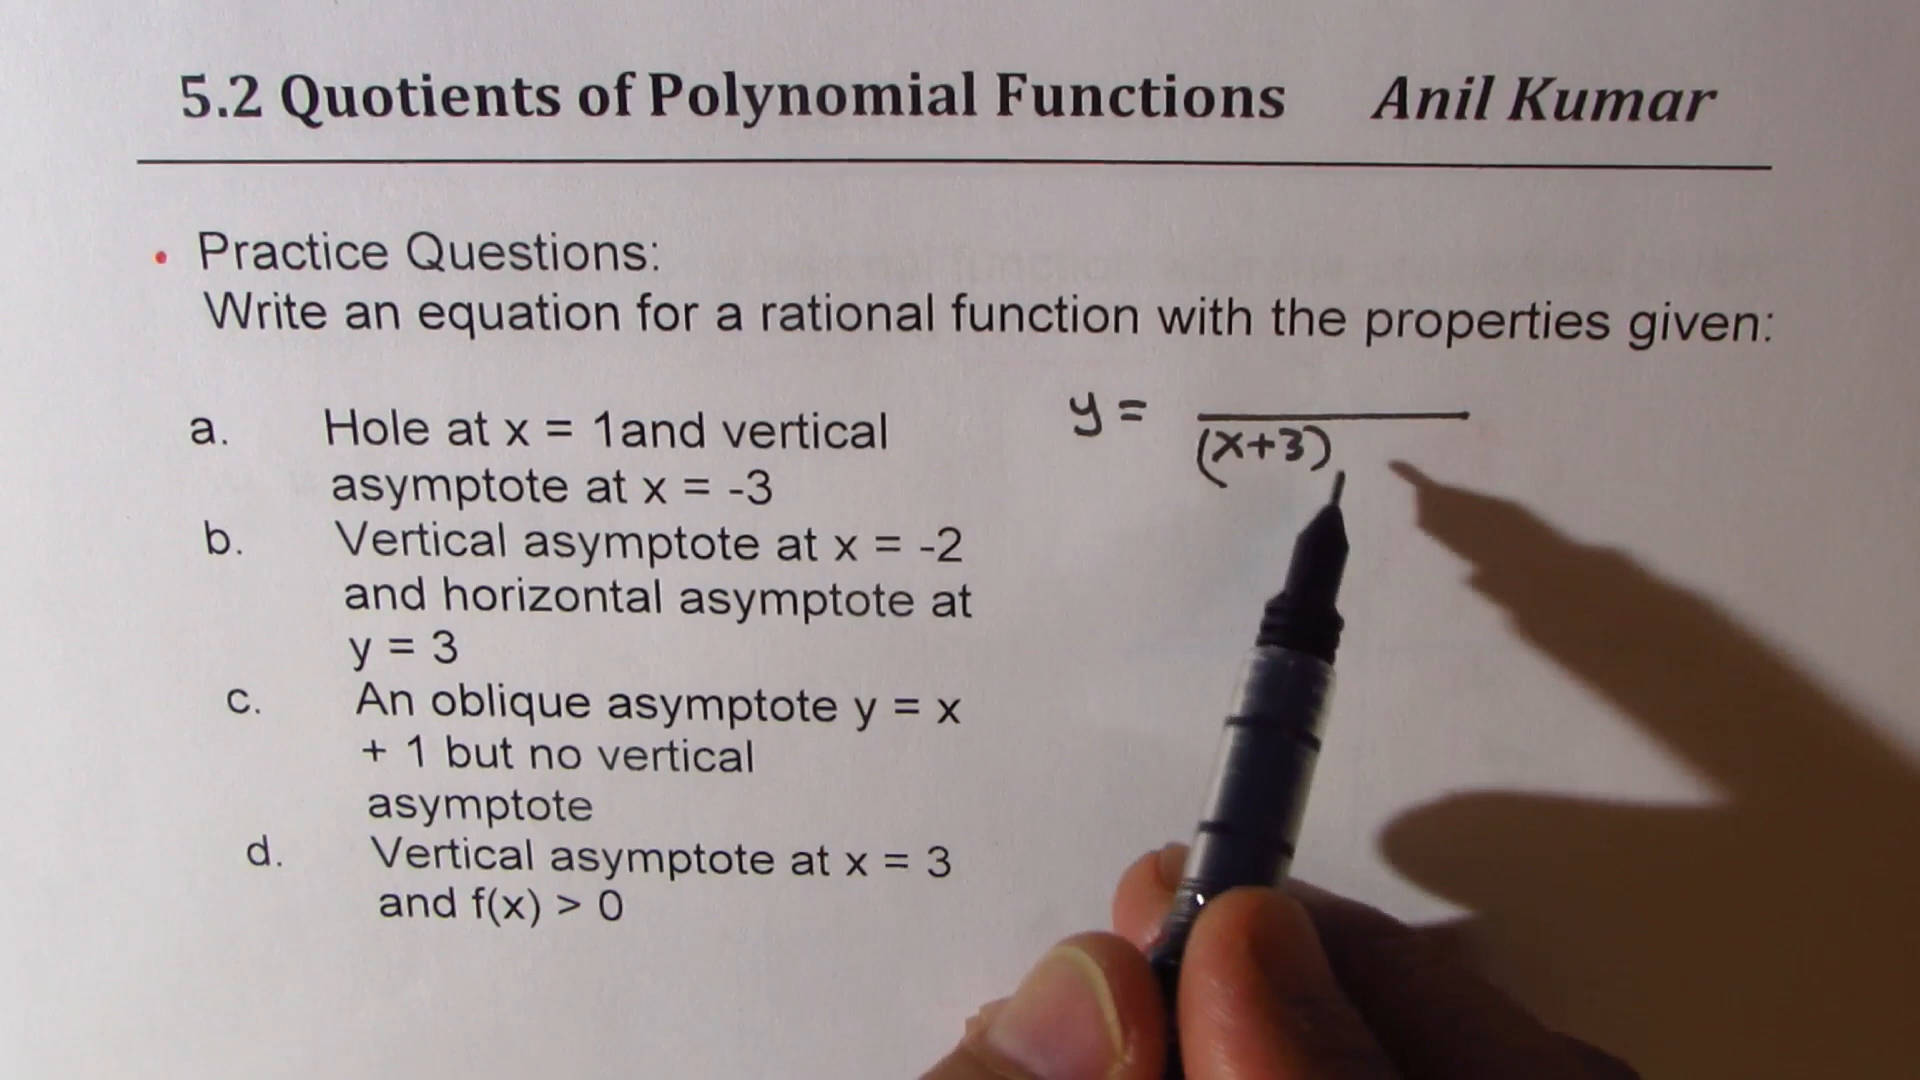 5.2 Quotients of Polynomial Functions Anil Kumar
• Practice Questions:
Write an equation for a rational function with the properties given:
a. Hole at x = 1and vertical
asymptote at x = -3
b. Vertical asymptote at x = -2
and horizontal asymptote at
y = 3
c. An oblique asymptote y = x
+ 1 but no vertical
asymptote
d. Vertical asymptote at x = 3
and f(x) > 0
y =
(x+3)